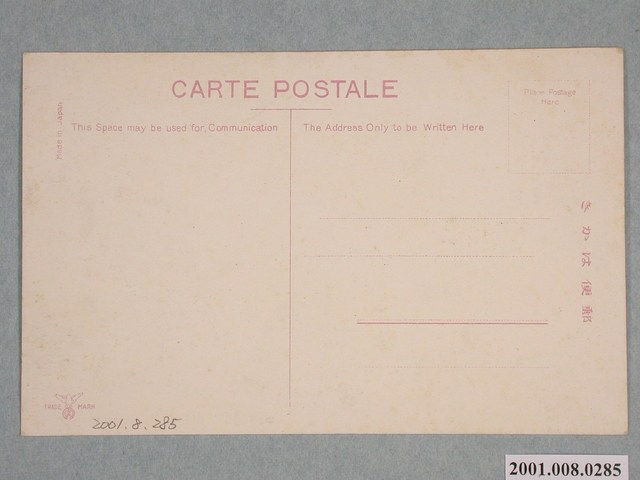 CARTE POSTALE
Made in Japan
This Space may be used for Communication
The Address Only to be Written Here
Place Postage
Here
きかは便郵
TRADE MARK
2001.8.285
2001.008.0285